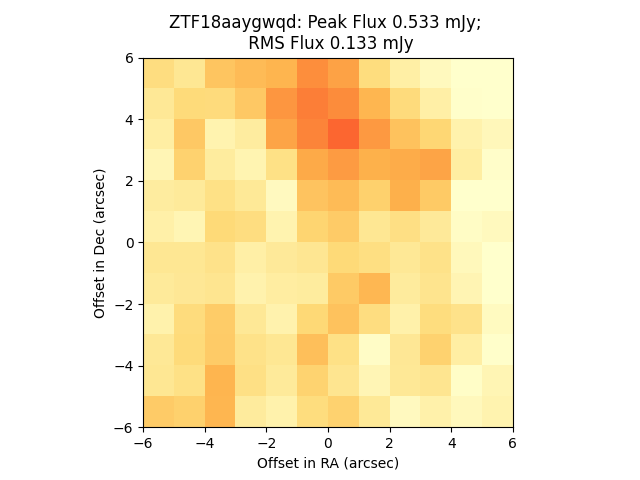 ZTF18aaygwqd: Peak Flux 0.533 mJy;
RMS Flux 0.133 mJy
6
4
2
0
−2
−4
−6
Offset in Dec (arcsec)
−6 −4 −2 0 2 4 6
Offset in RA (arcsec)